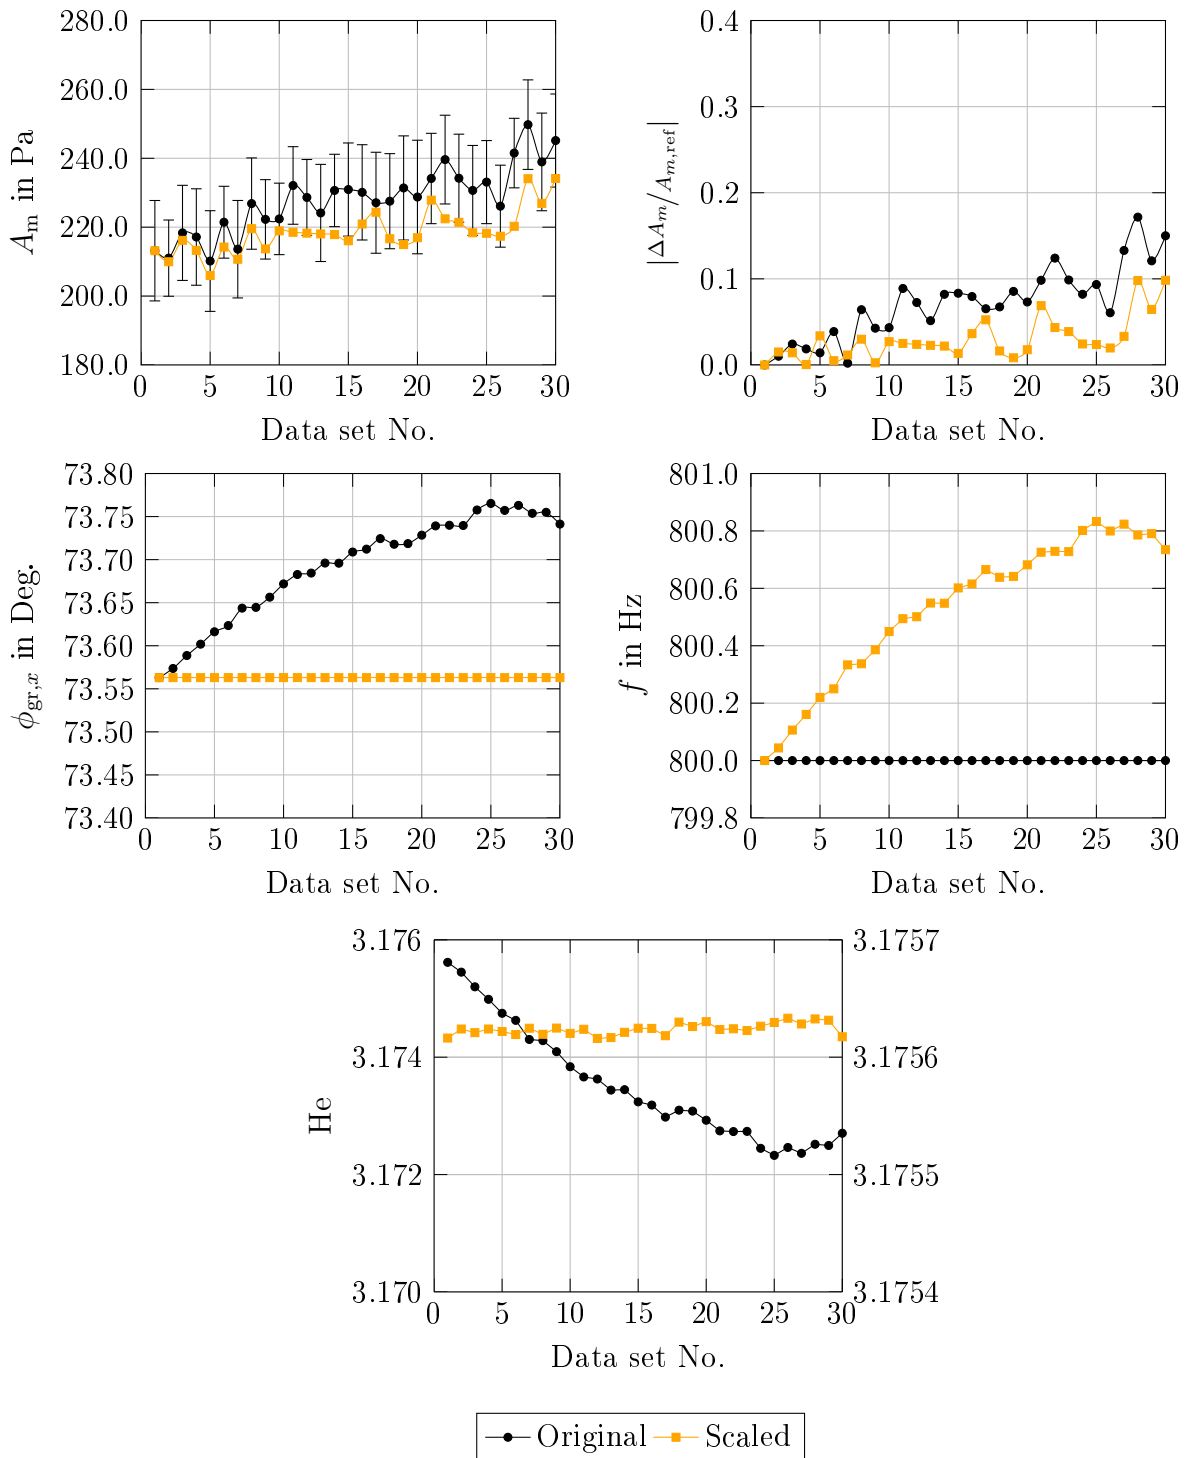 280.0
260.0
240.0
220.0
200.0
180.0
0 5 10 15 20 25 30
Data set No.
A_m in Pa
0.4
0.3
0.2
0.1
0.0
0 5 10 15 20 25 30
Data set No.
|ΔA_m/A_m,ref|
73.80
73.75
73.70
73.65
73.60
73.55
73.50
73.45
73.40
0 5 10 15 20 25 30
Data set No.
ϕ_gr,x in Deg.
801.0
800.8
800.6
800.4
800.2
800.0
799.8
0 5 10 15 20 25 30
Data set No.
f in Hz
3.176
3.174
3.172
3.170
3.1757
3.1756
3.1755
3.1754
0 5 10 15 20 25 30
Data set No.
He
Original Scaled